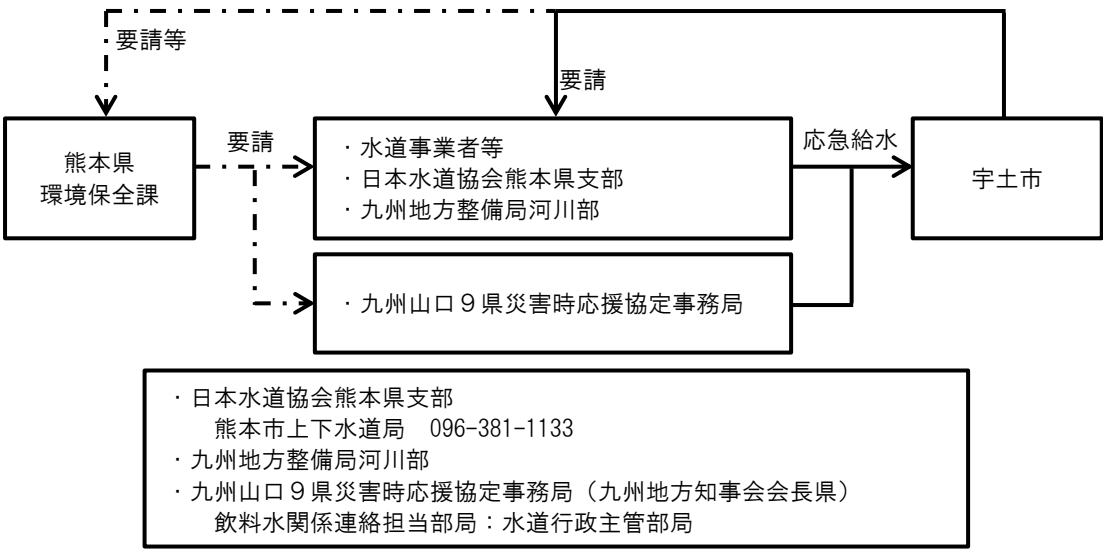 要請等
要請
熊本県
環境保全課
要請
・水道事業者等
・日本水道協会熊本県支部
・九州地方整備局河川部
応急給水
宇土市
・九州山口９県災害時応援協定事務局
・日本水道協会熊本県支部
熊本市上下水道局　096-381-1133
・九州地方整備局河川部
・九州山口９県災害時応援協定事務局（九州地方知事会会長県）
飲料水関係連絡担当部局：水道行政主管部局